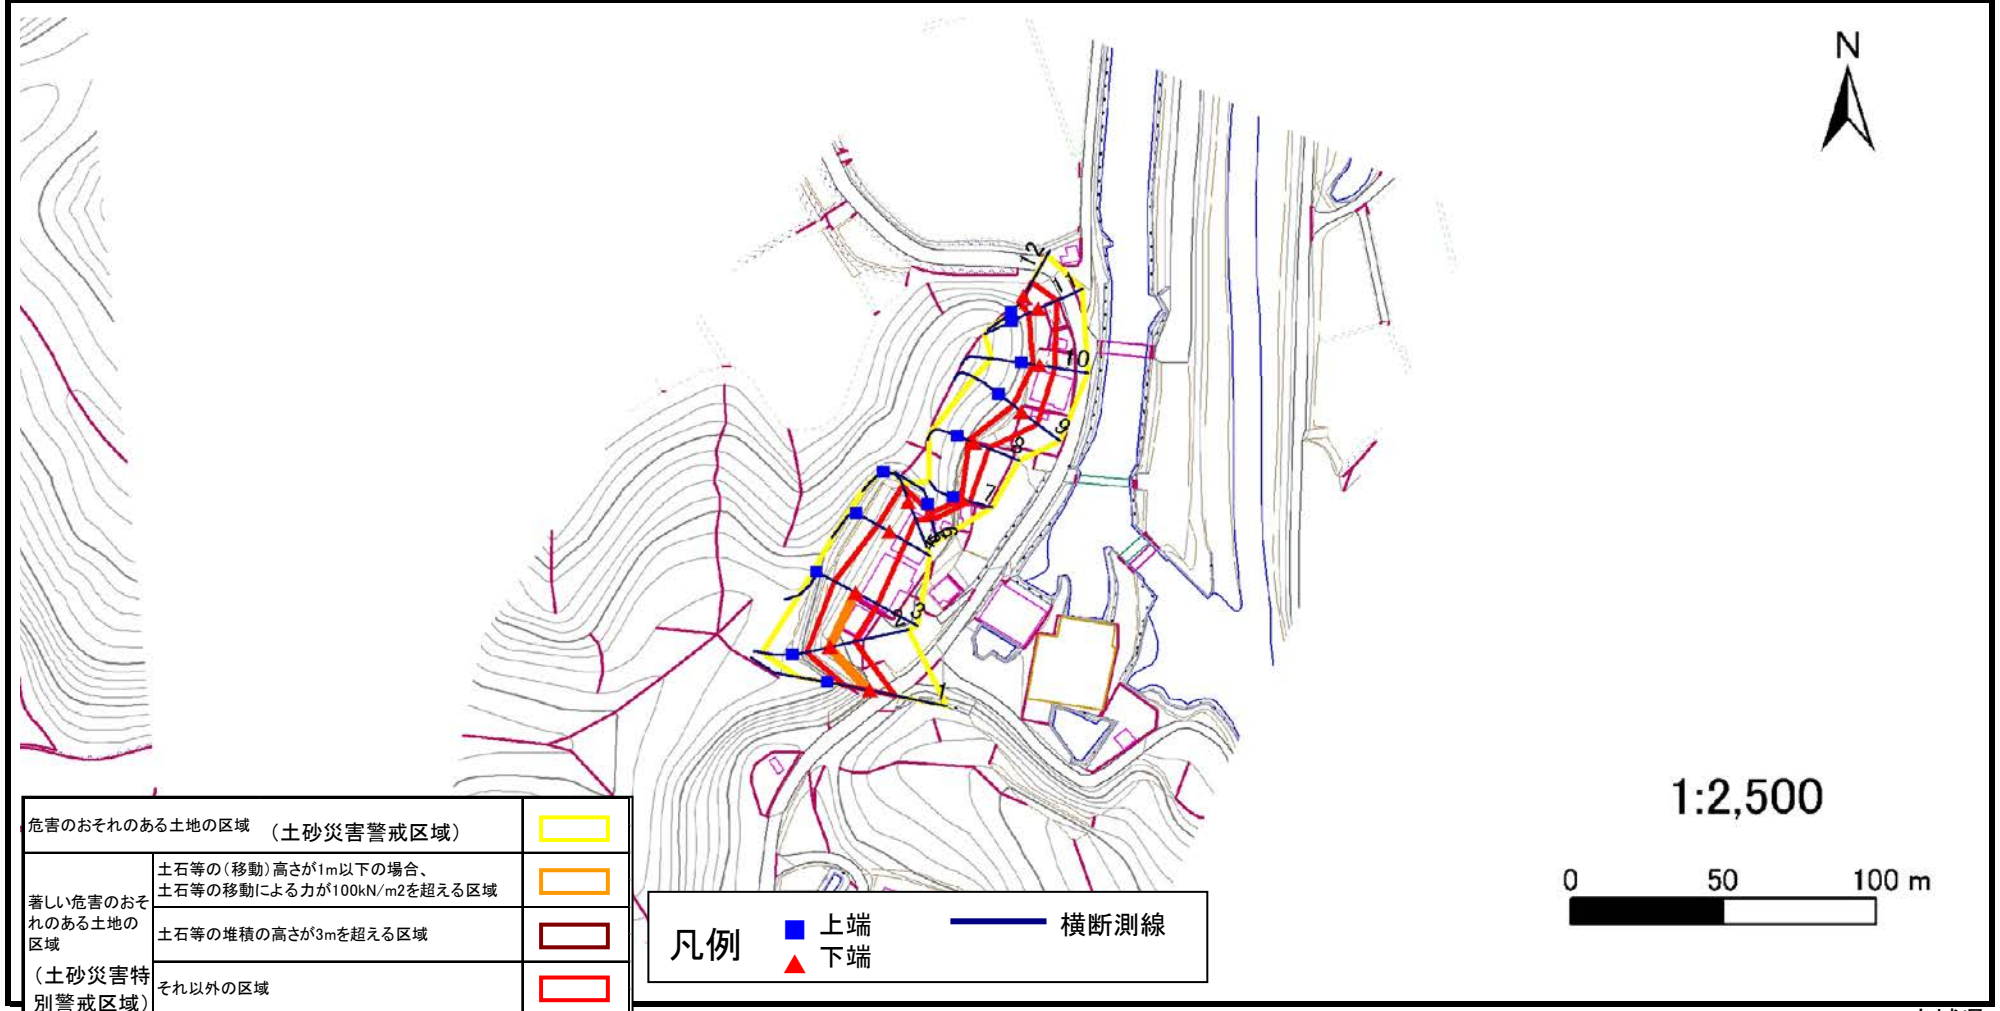 N
12
1
10
9
8
7
3
2
1
1:2,500
0 50 100 m
危害のおそれのある土地の区域 (土砂災害警戒区域)
著しい危害のおそれのある土地の区域
(土砂災害特別警戒区域)
土石等の(移動)高さが1m以下の場合、
土石等の移動による力が100kN/m2を超える区域
土石等の堆積の高さが3mを超える区域
それ以外の区域
凡例
上端
下端
横断測線